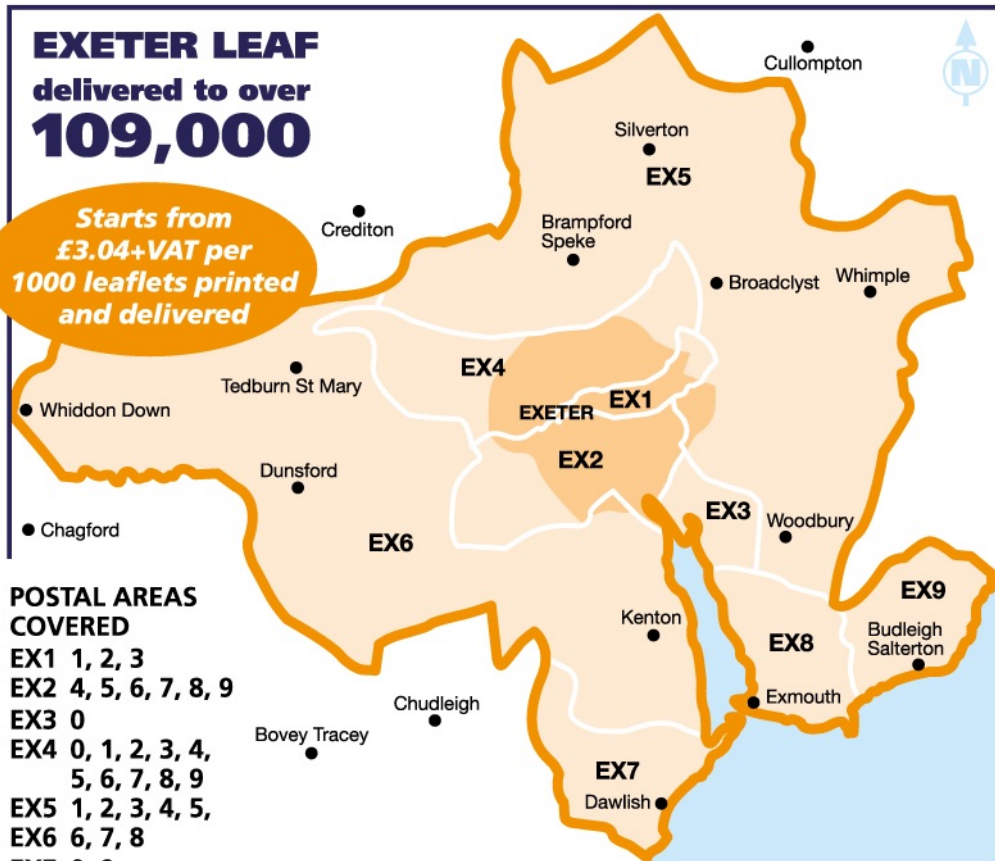 EXETER LEAF
delivered to over
109,000
Starts from
£3.04+VAT per
1000 leaflets printed
and delivered
N
Cullompton
Silverton
EX5
Crediton
Brampford
Speke
Broadclyst
Whimple
EX4
Tedburn St Mary
EX1
EXETER
Whiddon Down
EX2
Dunsford
EX3
Woodbury
Chagford
EX6
EX9
Kenton
EX8
Budleigh
Salterton
Exmouth
Chudleigh
Bovey Tracey
EX7
Dawlish
POSTAL AREAS
COVERED
EX1 1, 2, 3
EX2 4, 5, 6, 7, 8, 9
EX3 0
EX4 0, 1, 2, 3, 4,
5, 6, 7, 8, 9
EX5 1, 2, 3, 4, 5,
EX6 6, 7, 8